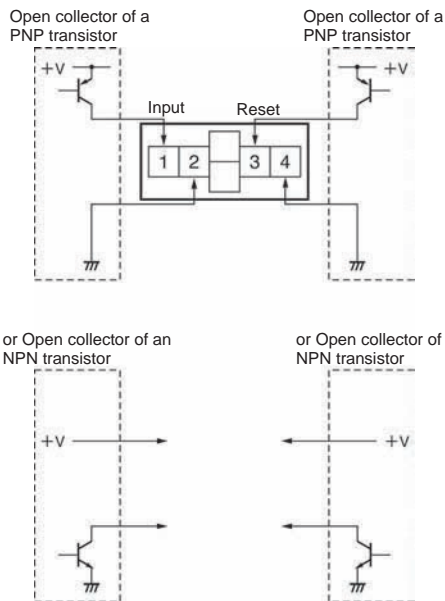 Open collector of a
PNP transistor
Open collector of a
PNP transistor
+V
+V
Input
Reset
1 2 3 4
or Open collector of an
NPN transistor
or Open collector of
NPN transistor
+V
+V